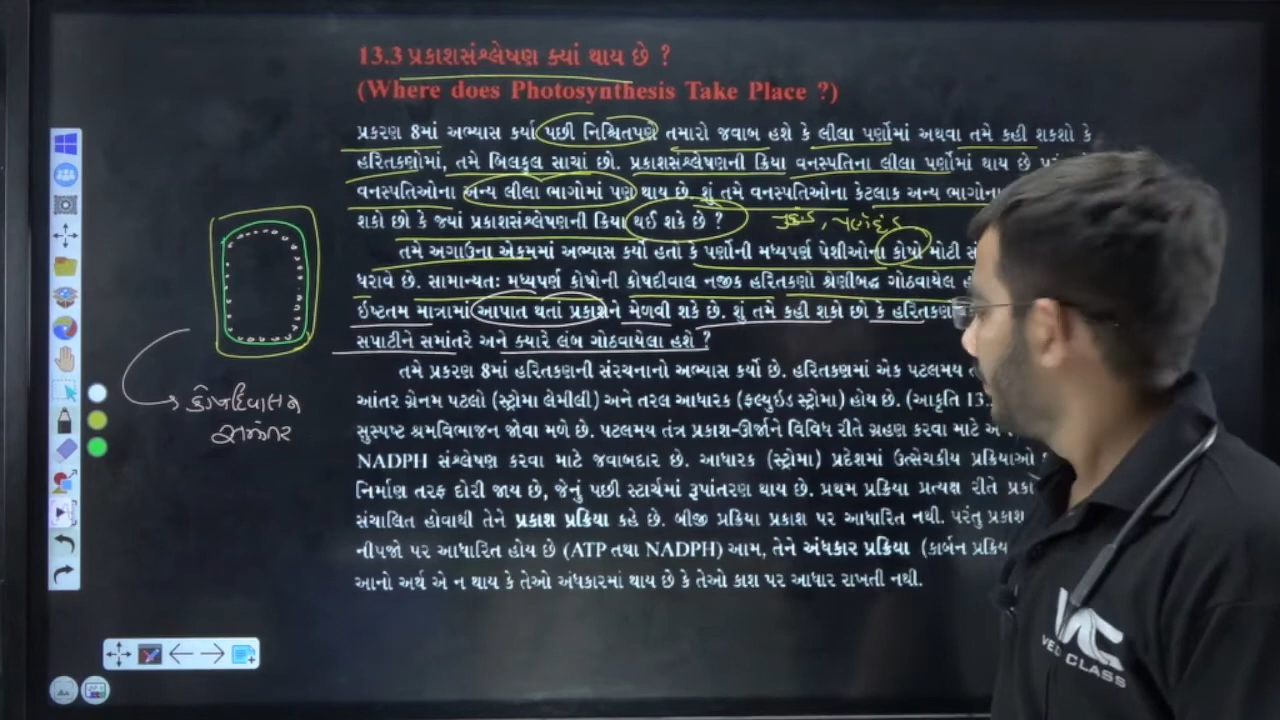 13.3 પ્રકાશસંશ્લેષણ ક્યાં થાય છે ?
(Where does Photosynthesis Take Place ?)
પ્રકરણ 8માં અભ્યાસ કર્યા પછી નિશ્ચિતપણે તમારો જવાબ હશે કે લીલા પર્ણોમાં અથવા તમે કહી શકશો કે
હરિતકણોમાં, તમે બિલકૂલ સાચાં છો. પ્રકાશસંશ્લેષણની ક્રિયા વનસ્પતિના લીલા પર્ણોમાં થાય છે
વનસ્પતિઓના અન્ય લીલા ભાગોમાં પણ થાય છે. શું તમે વનસ્પતિઓના કેટલાક અન્ય ભાગોના
શકો છો કે જ્યાં પ્રકાશસંશ્લેષણની ક્રિયા થઈ શકે છે ?
તમે અગાઉના એકમમાં અભ્યાસ કર્યો હતો કે પર્ણોની મધ્યપર્ણ પેશીઓના કોષો મોટી
ધરાવે છે. સામાન્યતઃ મધ્યપર્ણ કોષોની કોષદીવાલ નજીક હરિતકણો શ્રેણીબદ્ધ ગોઠવાયેલ
ઈષ્ટતમ માત્રામાં આપાત થતાં પ્રકાશને મેળવી શકે છે. શું તમે કહી શકો છો કે હરિતકણ
સપાટીને સમાંતરે અને ક્યારે લંબ ગોઠવાયેલા હશે ?
તમે પ્રકરણ 8માં હરિતકણની સંરચનાનો અભ્યાસ કર્યો છે. હરિતકણમાં એક પટલમય
આંતર ગ્રેનમ પટલો (સ્ટ્રોમા લેમીલી) અને તરલ આધારક (ફ્લ્યુઇડ સ્ટ્રોમા) હોય છે. (આકૃતિ 13.
સુસ્પષ્ટ શ્રમવિભાજન જોવા મળે છે. પટલમય તંત્ર પ્રકાશ-ઊર્જાને વિવિધ રીતે ગ્રહણ કરવા માટે
NADPH સંશ્લેષણ કરવા માટે જવાબદાર છે. આધારક (સ્ટ્રોમા) પ્રદેશમાં ઉત્સેચકીય પ્રક્રિયાઓ
નિર્માણ તરફ દોરી જાય છે, જેનું પછી સ્ટાર્ચમાં રૂપાંતરણ થાય છે. પ્રથમ પ્રક્રિયા પ્રત્યક્ષ રીતે
સંચાલિત હોવાથી તેને પ્રકાશ પ્રક્રિયા કહે છે. બીજી પ્રક્રિયા પ્રકાશ પર આધારિત નથી. પરંતુ પ્રકાશ
નીપજો પર આધારિત હોય છે (ATP તથા NADPH) આમ, તેને અંધકાર પ્રક્રિયા (કાર્બન
આનો અર્થ એ ન થાય કે તેઓ અંધકારમાં થાય છે કે તેઓ કાશ પર આધાર રાખતી નથી.
CLASS